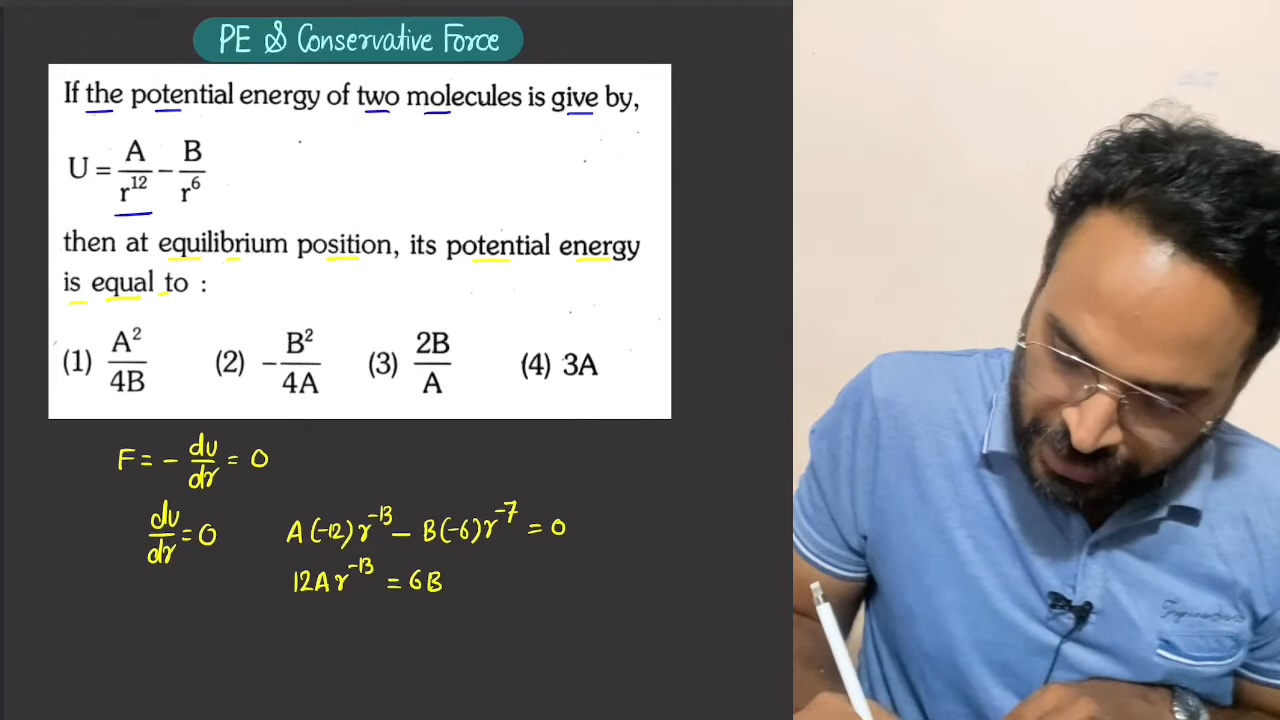 PE & Conservative Force
If the potential energy of two molecules is give by,
U = A/r¹² − B/r⁶
then at equilibrium position, its potential energy
is equal to :
(1) A²/4B (2) −B²/4A (3) 2B/A (4) 3A
F = − du/dr = 0
du/dr = 0 A(−12)r⁻¹³ − B(−6)r⁻⁷ = 0
12Ar⁻¹³ = 6B